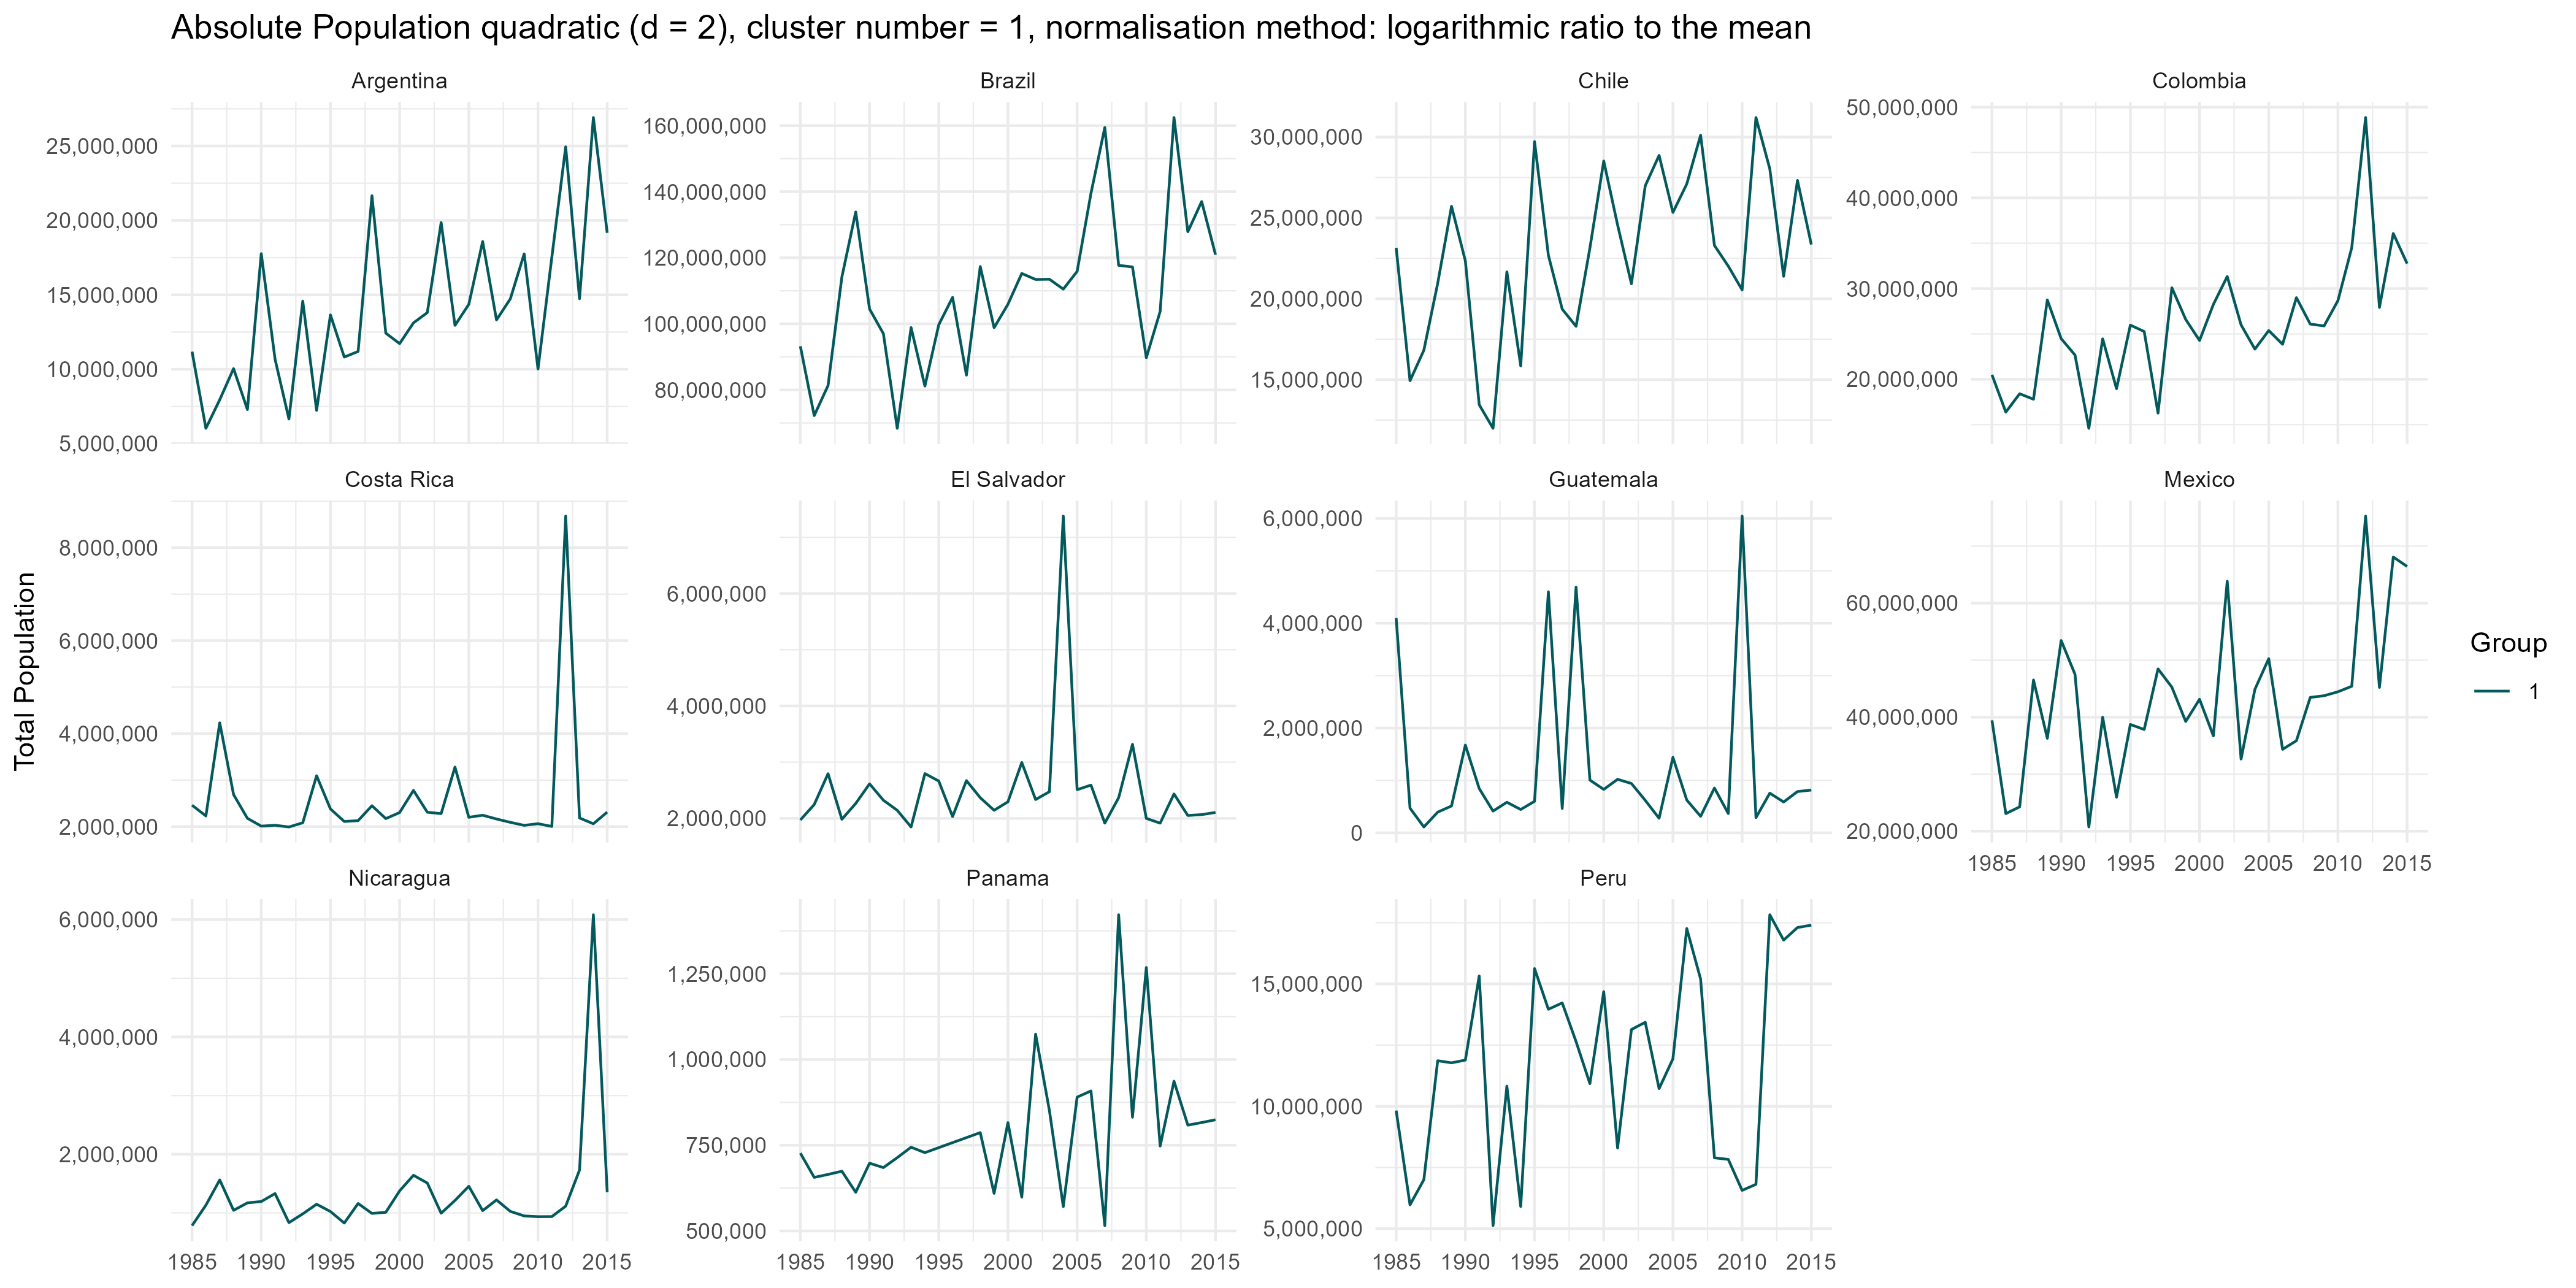 Absolute Population quadratic (d = 2), cluster number = 1, normalisation method: logarithmic ratio to the mean
Argentina
Brazil
Chile
Colombia
25,000,000
20,000,000
15,000,000
10,000,000
5,000,000
160,000,000
140,000,000
120,000,000
100,000,000
80,000,000
30,000,000
25,000,000
20,000,000
15,000,000
50,000,000
40,000,000
30,000,000
20,000,000
Costa Rica
El Salvador
Guatemala
Mexico
8,000,000
6,000,000
4,000,000
2,000,000
6,000,000
4,000,000
2,000,000
6,000,000
4,000,000
2,000,000
0
60,000,000
40,000,000
20,000,000
1985 1990 1995 2000 2005 2010 2015
Nicaragua
Panama
Peru
6,000,000
4,000,000
2,000,000
1985 1990 1995 2000 2005 2010 2015
1,250,000
1,000,000
750,000
500,000
1985 1990 1995 2000 2005 2010 2015
15,000,000
10,000,000
5,000,000
1985 1990 1995 2000 2005 2010 2015
Total Population
Group
1